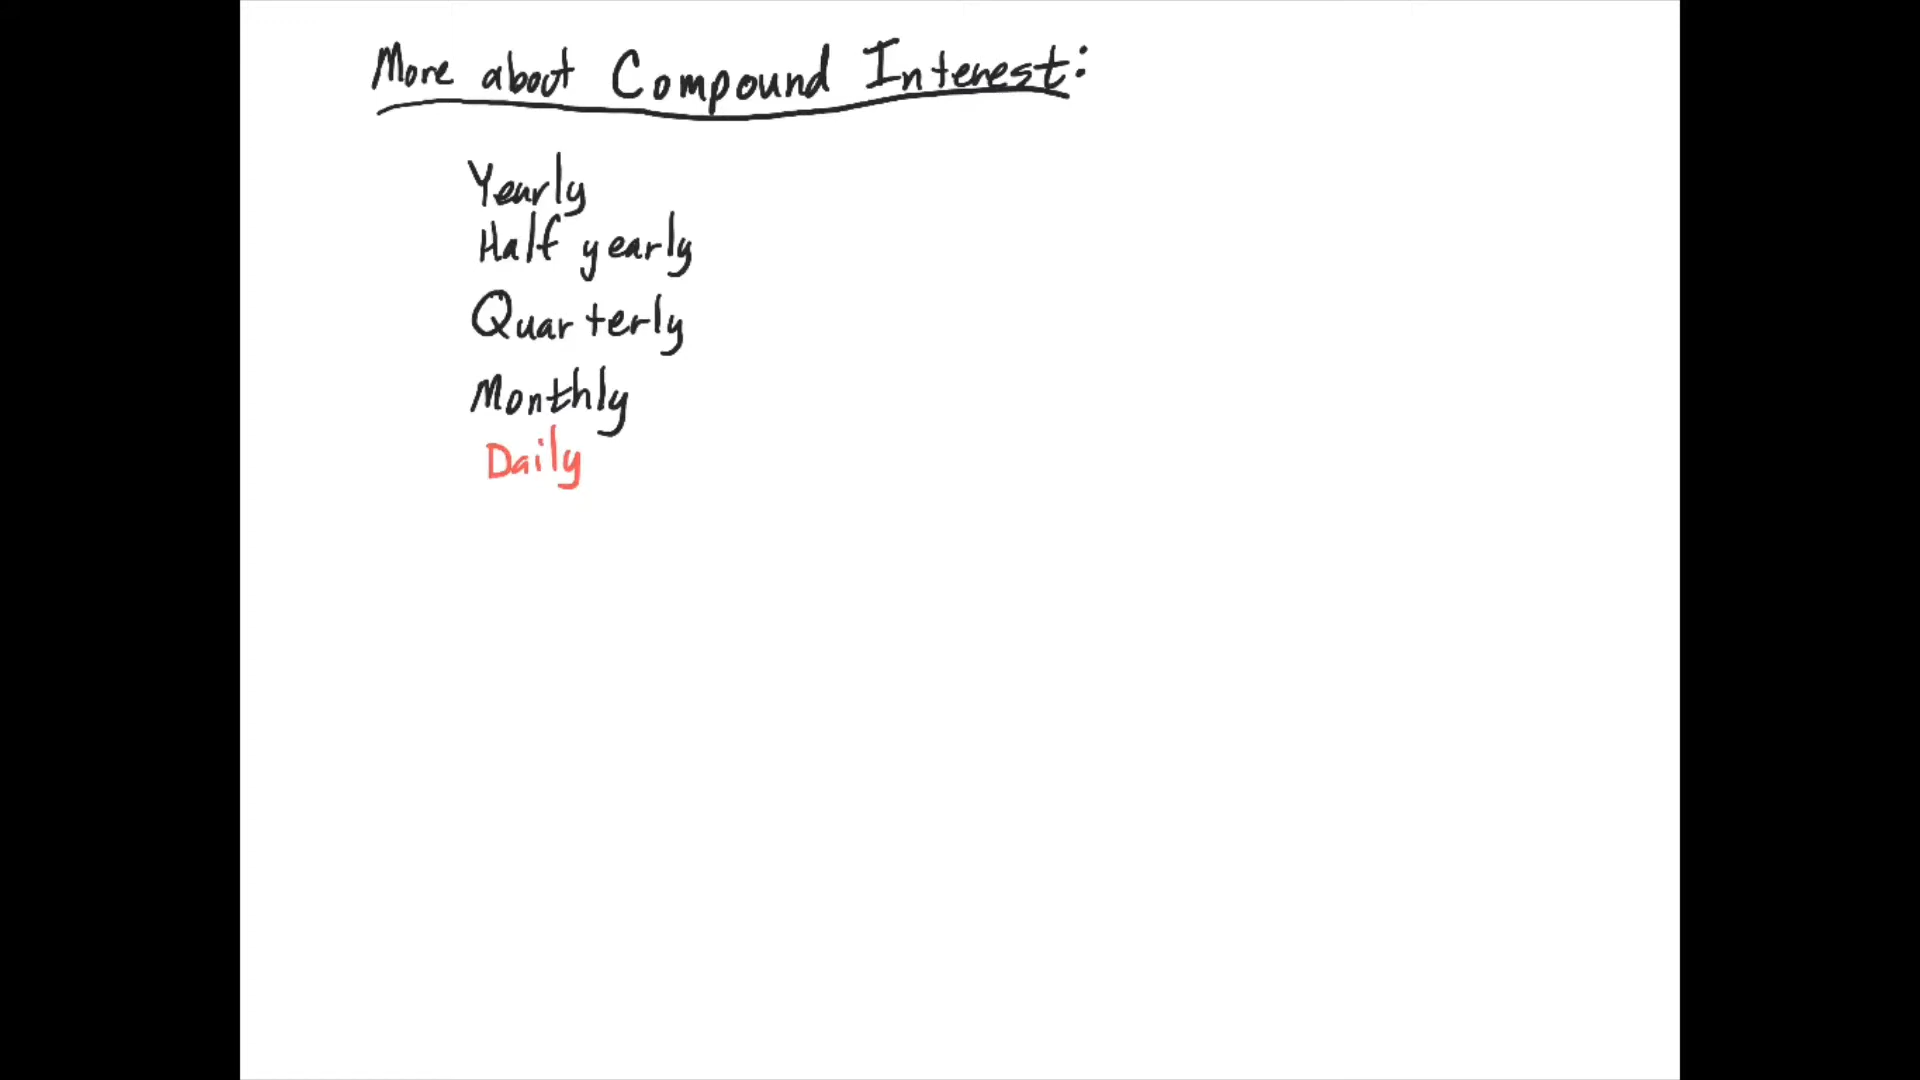 More about Compound Interest:
Yearly
Half yearly
Quarterly
Monthly
Daily